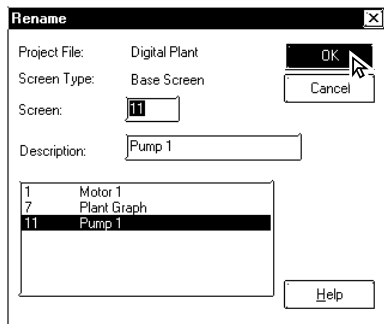 Rename
Project File: Digital Plant
OK
Screen Type: Base Screen
Cancel
Screen: 11
Description: Pump 1
1 Motor 1
7 Plant Graph
11 Pump 1
Help